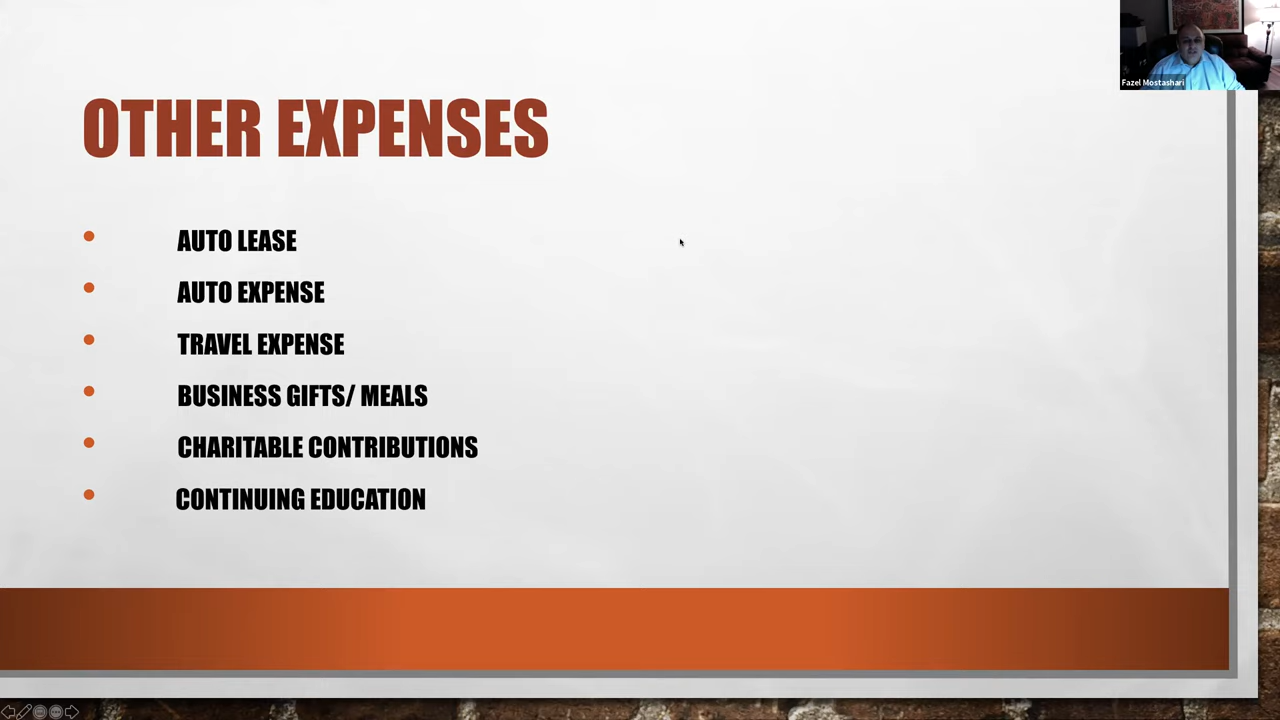 Fazel Mostashari
OTHER EXPENSES
AUTO LEASE
AUTO EXPENSE
TRAVEL EXPENSE
BUSINESS GIFTS/ MEALS
CHARITABLE CONTRIBUTIONS
CONTINUING EDUCATION